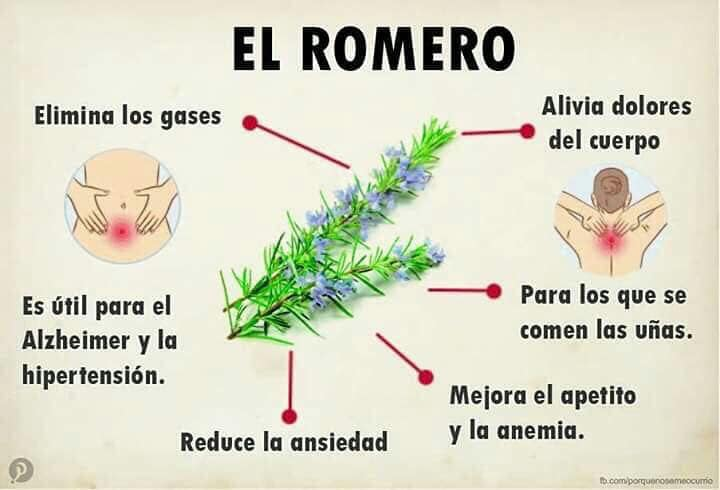 EL ROMERO
Elimina los gases
Alivia dolores
del cuerpo
Es útil para el
Alzheimer y la
hipertensión.
Para los que se
comen las uñas.
Mejora el apetito
y la anemia.
Reduce la ansiedad
fb.com/porquenosemeocurrio